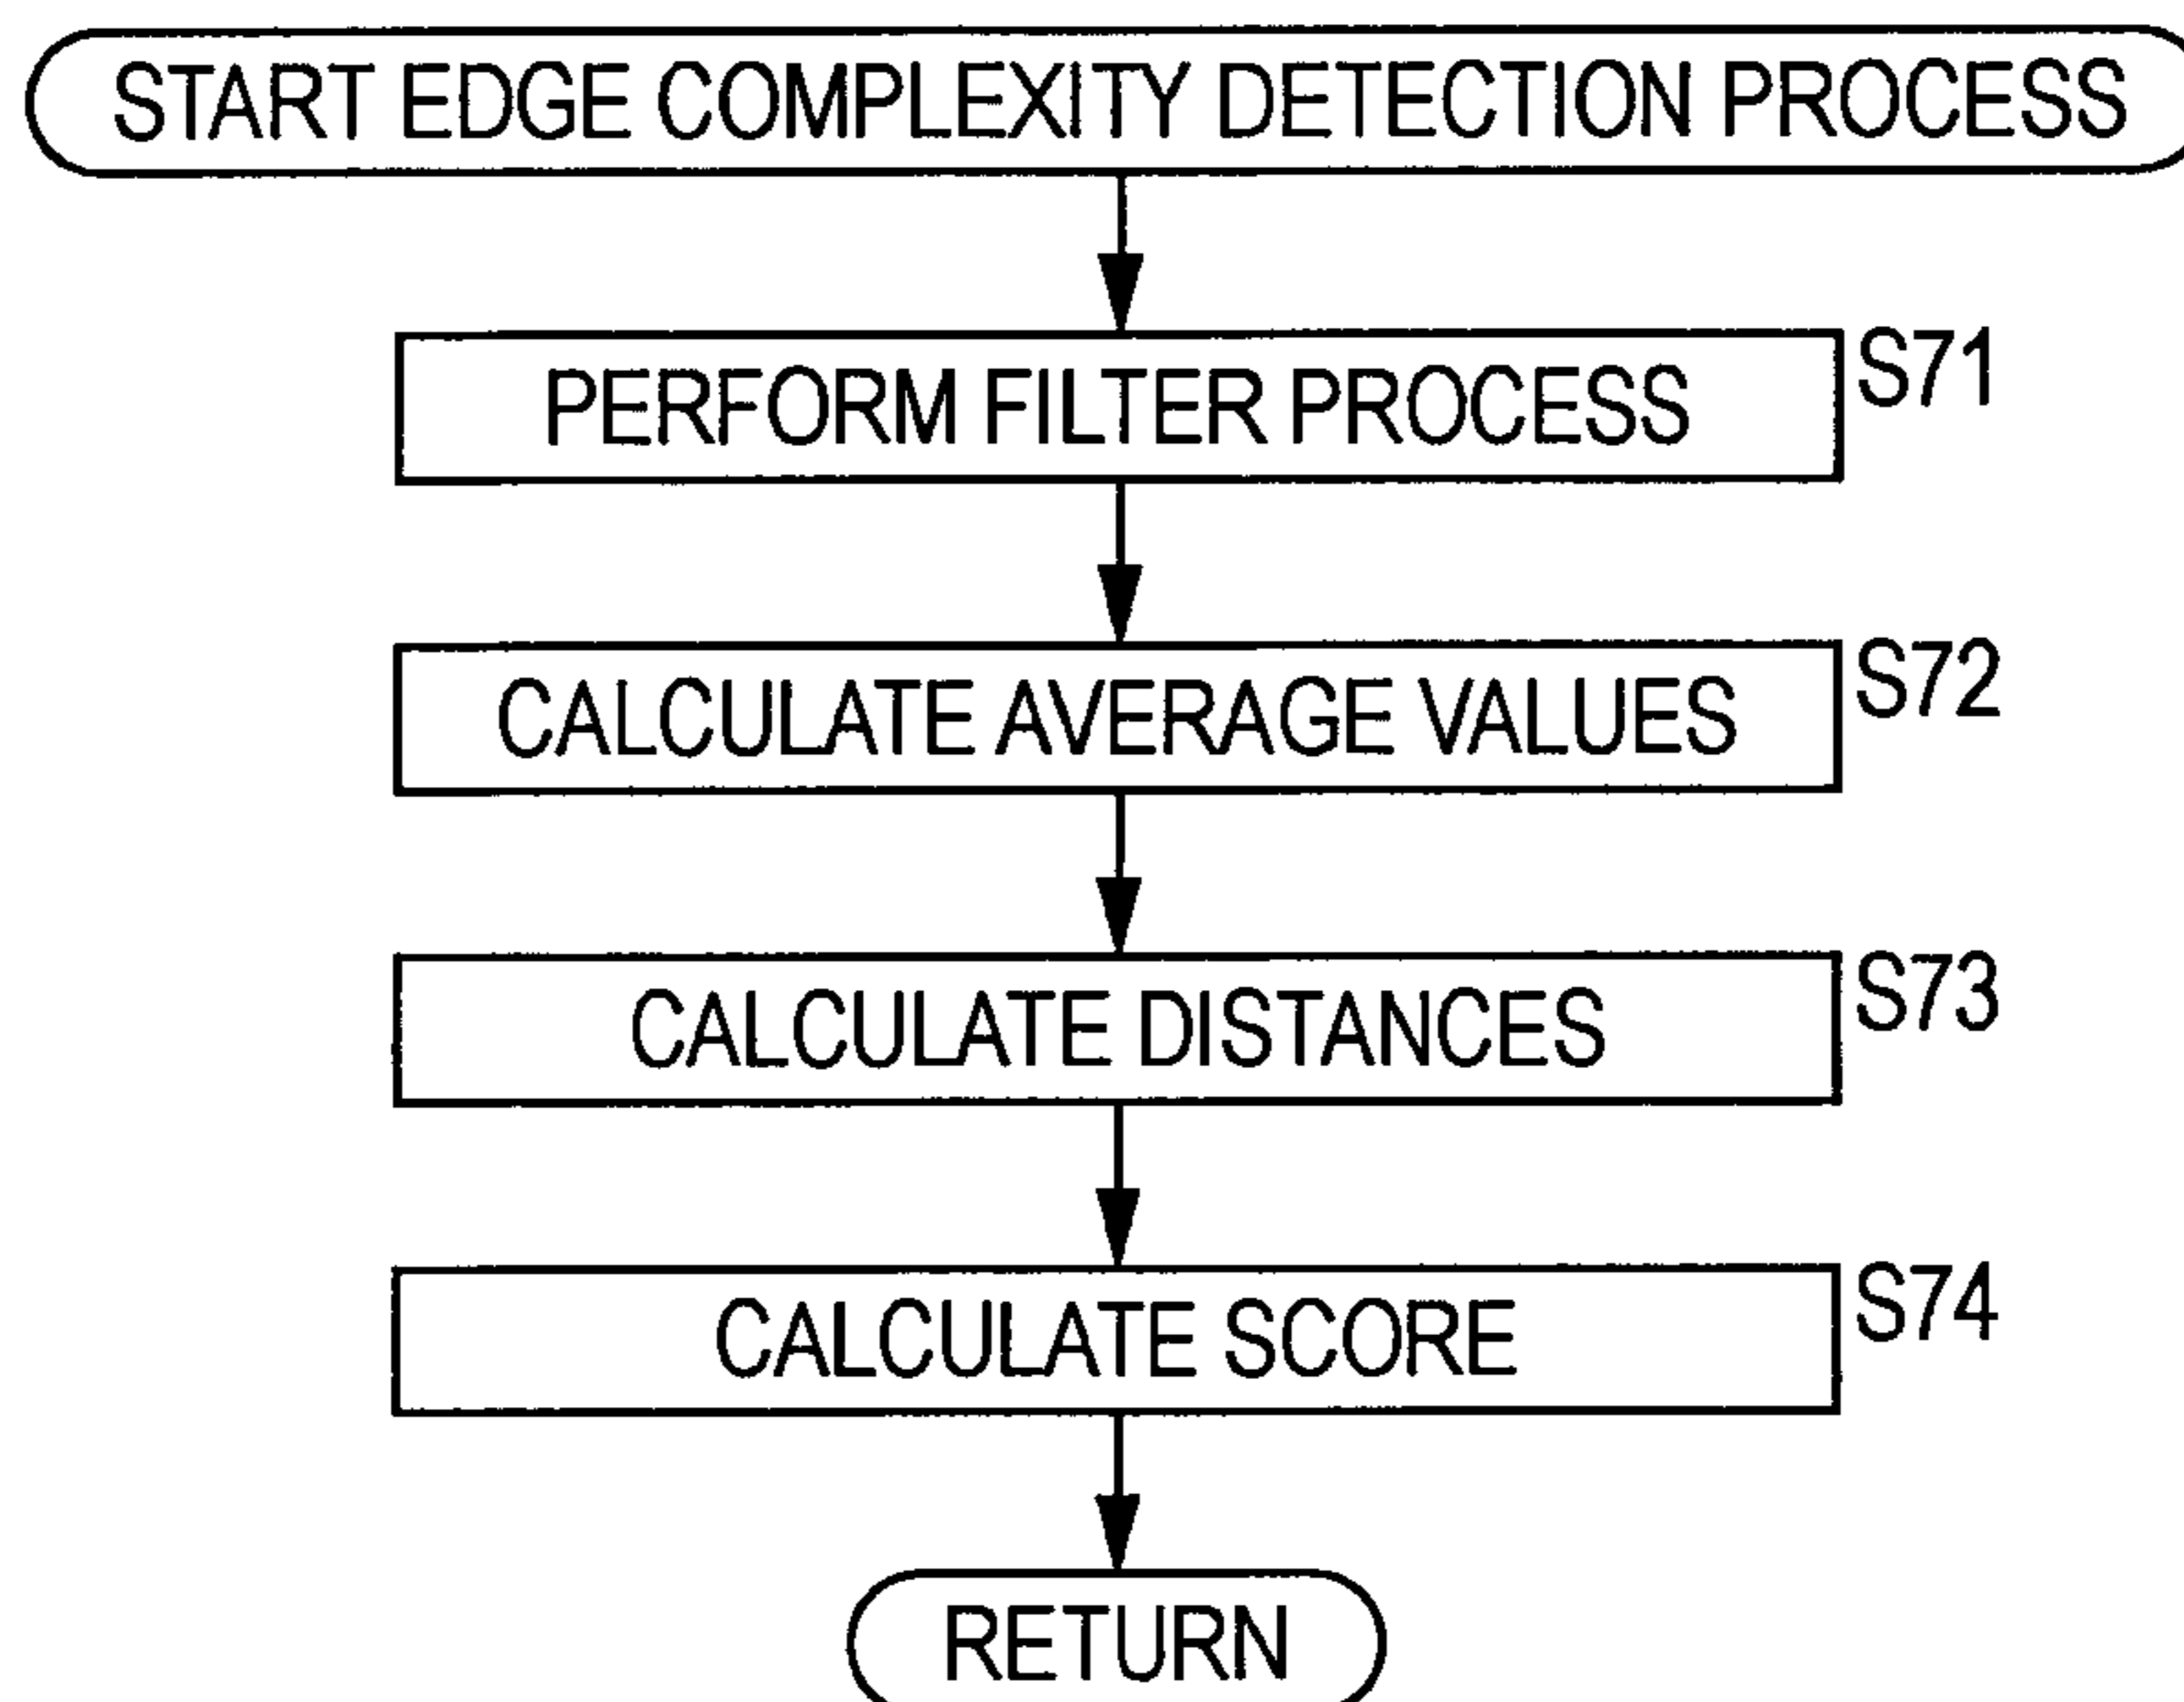 START EDGE COMPLEXITY DETECTION PROCESS
PERFORM FILTER PROCESS
S71
CALCULATE AVERAGE VALUES
S72
CALCULATE DISTANCES
S73
CALCULATE SCORE
S74
RETURN